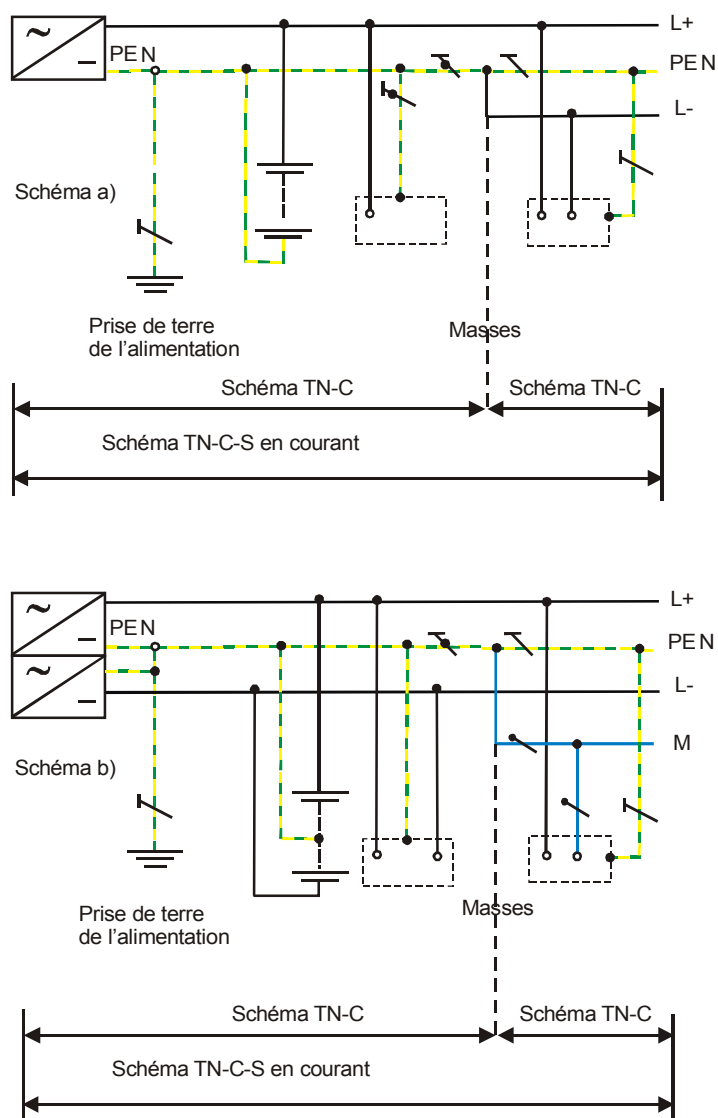 L+
PEN
PEN
L-
Schéma a)
Prise de terre
de l'alimentation
Masses
Schéma TN-C
Schéma TN-C
Schéma TN-C-S en courant
L+
PEN
PEN
L-
M
Schéma b)
Masses
Prise de terre
de l'alimentation
Schéma TN-C
Schéma TN-C
Schéma TN-C-S en courant